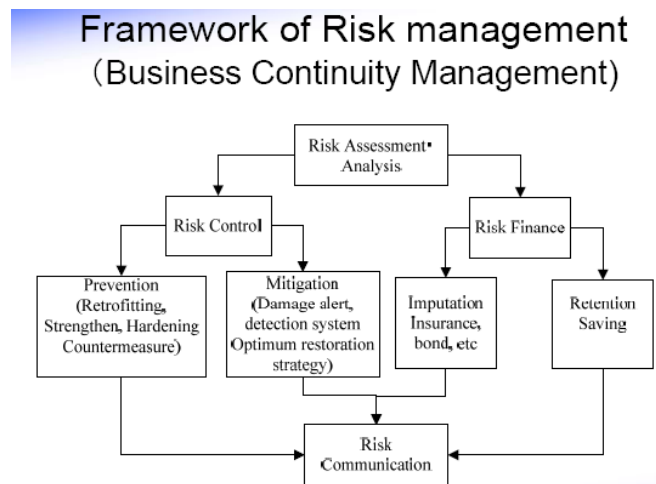 Framework of Risk management
（Business Continuity Management)
Risk Assessment・
Analysis
Risk Control
Risk Finance
Prevention
(Retrofitting,
Strengthen, Hardening
Countermeasure)
Mitigation
(Damage alert,
detection system
Optimum restoration
strategy)
Imputation
Insurance,
bond, etc
Retention
Saving
Risk
Communication